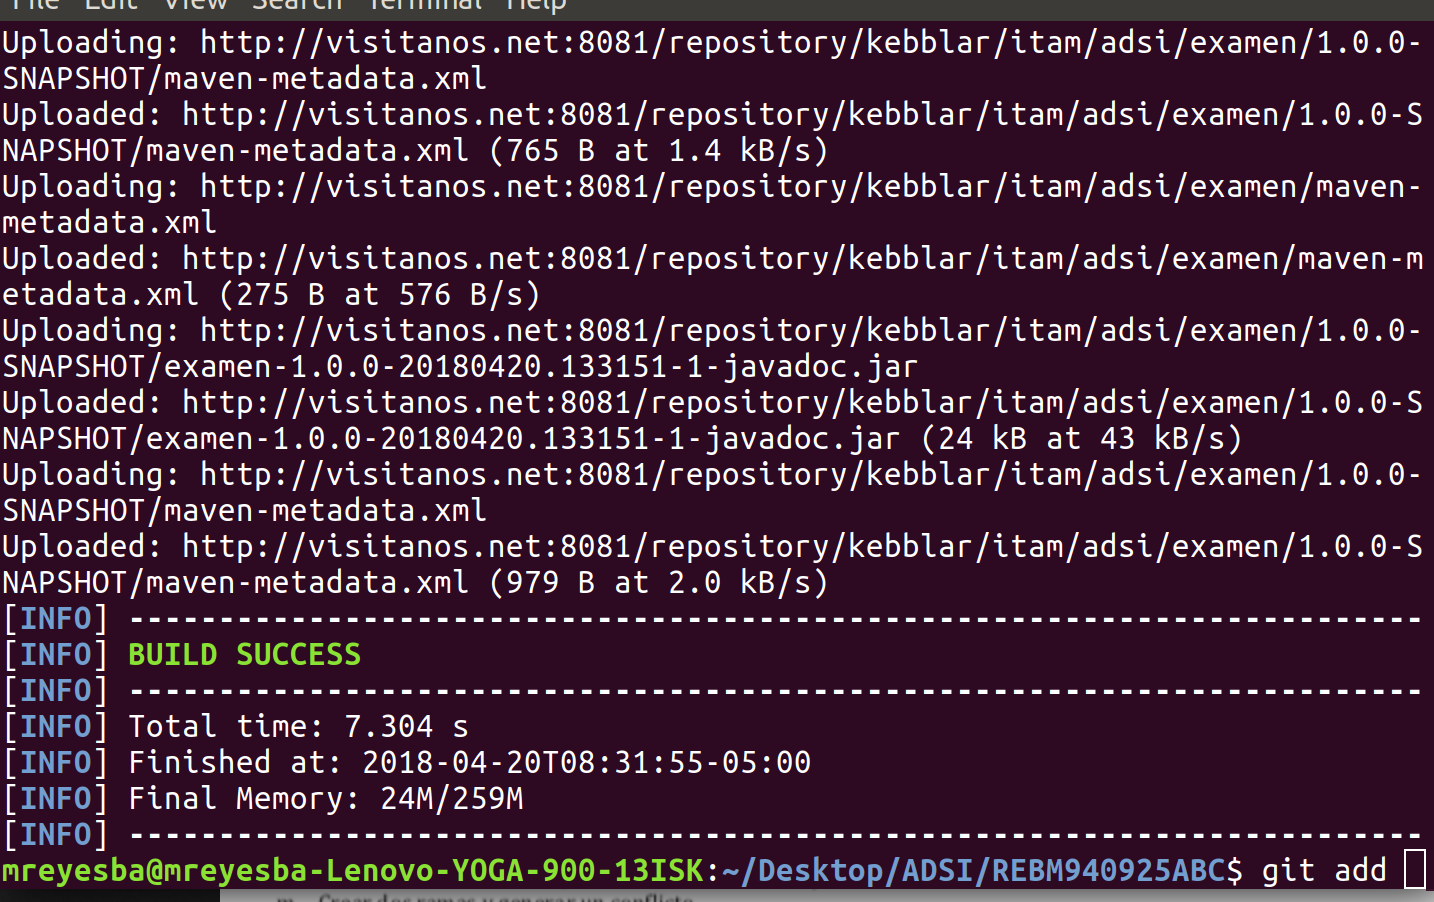 File Edit View Search Terminal Help
Uploading: http://visitanos.net:8081/repository/kebblar/itam/adsi/examen/1.0.0-
SNAPSHOT/maven-metadata.xml
Uploaded: http://visitanos.net:8081/repository/kebblar/itam/adsi/examen/1.0.0-S
NAPSHOT/maven-metadata.xml (765 B at 1.4 kB/s)
Uploading: http://visitanos.net:8081/repository/kebblar/itam/adsi/examen/maven-
metadata.xml
Uploaded: http://visitanos.net:8081/repository/kebblar/itam/adsi/examen/maven-m
etadata.xml (275 B at 576 B/s)
Uploading: http://visitanos.net:8081/repository/kebblar/itam/adsi/examen/1.0.0-
SNAPSHOT/examen-1.0.0-20180420.133151-1-javadoc.jar
Uploaded: http://visitanos.net:8081/repository/kebblar/itam/adsi/examen/1.0.0-S
NAPSHOT/examen-1.0.0-20180420.133151-1-javadoc.jar (24 kB at 43 kB/s)
Uploading: http://visitanos.net:8081/repository/kebblar/itam/adsi/examen/1.0.0-
SNAPSHOT/maven-metadata.xml
Uploaded: http://visitanos.net:8081/repository/kebblar/itam/adsi/examen/1.0.0-S
NAPSHOT/maven-metadata.xml (979 B at 2.0 kB/s)
[INFO] ------------------------------------------------------------------------
[INFO] BUILD SUCCESS
[INFO] ------------------------------------------------------------------------
[INFO] Total time: 7.304 s
[INFO] Finished at: 2018-04-20T08:31:55-05:00
[INFO] Final Memory: 24M/259M
[INFO] ------------------------------------------------------------------------
mreyesba@mreyesba-Lenovo-YOGA-900-13ISK:~/Desktop/ADSI/REBM940925ABC$ git add
m. Crear dos ramas y generar un conflicto